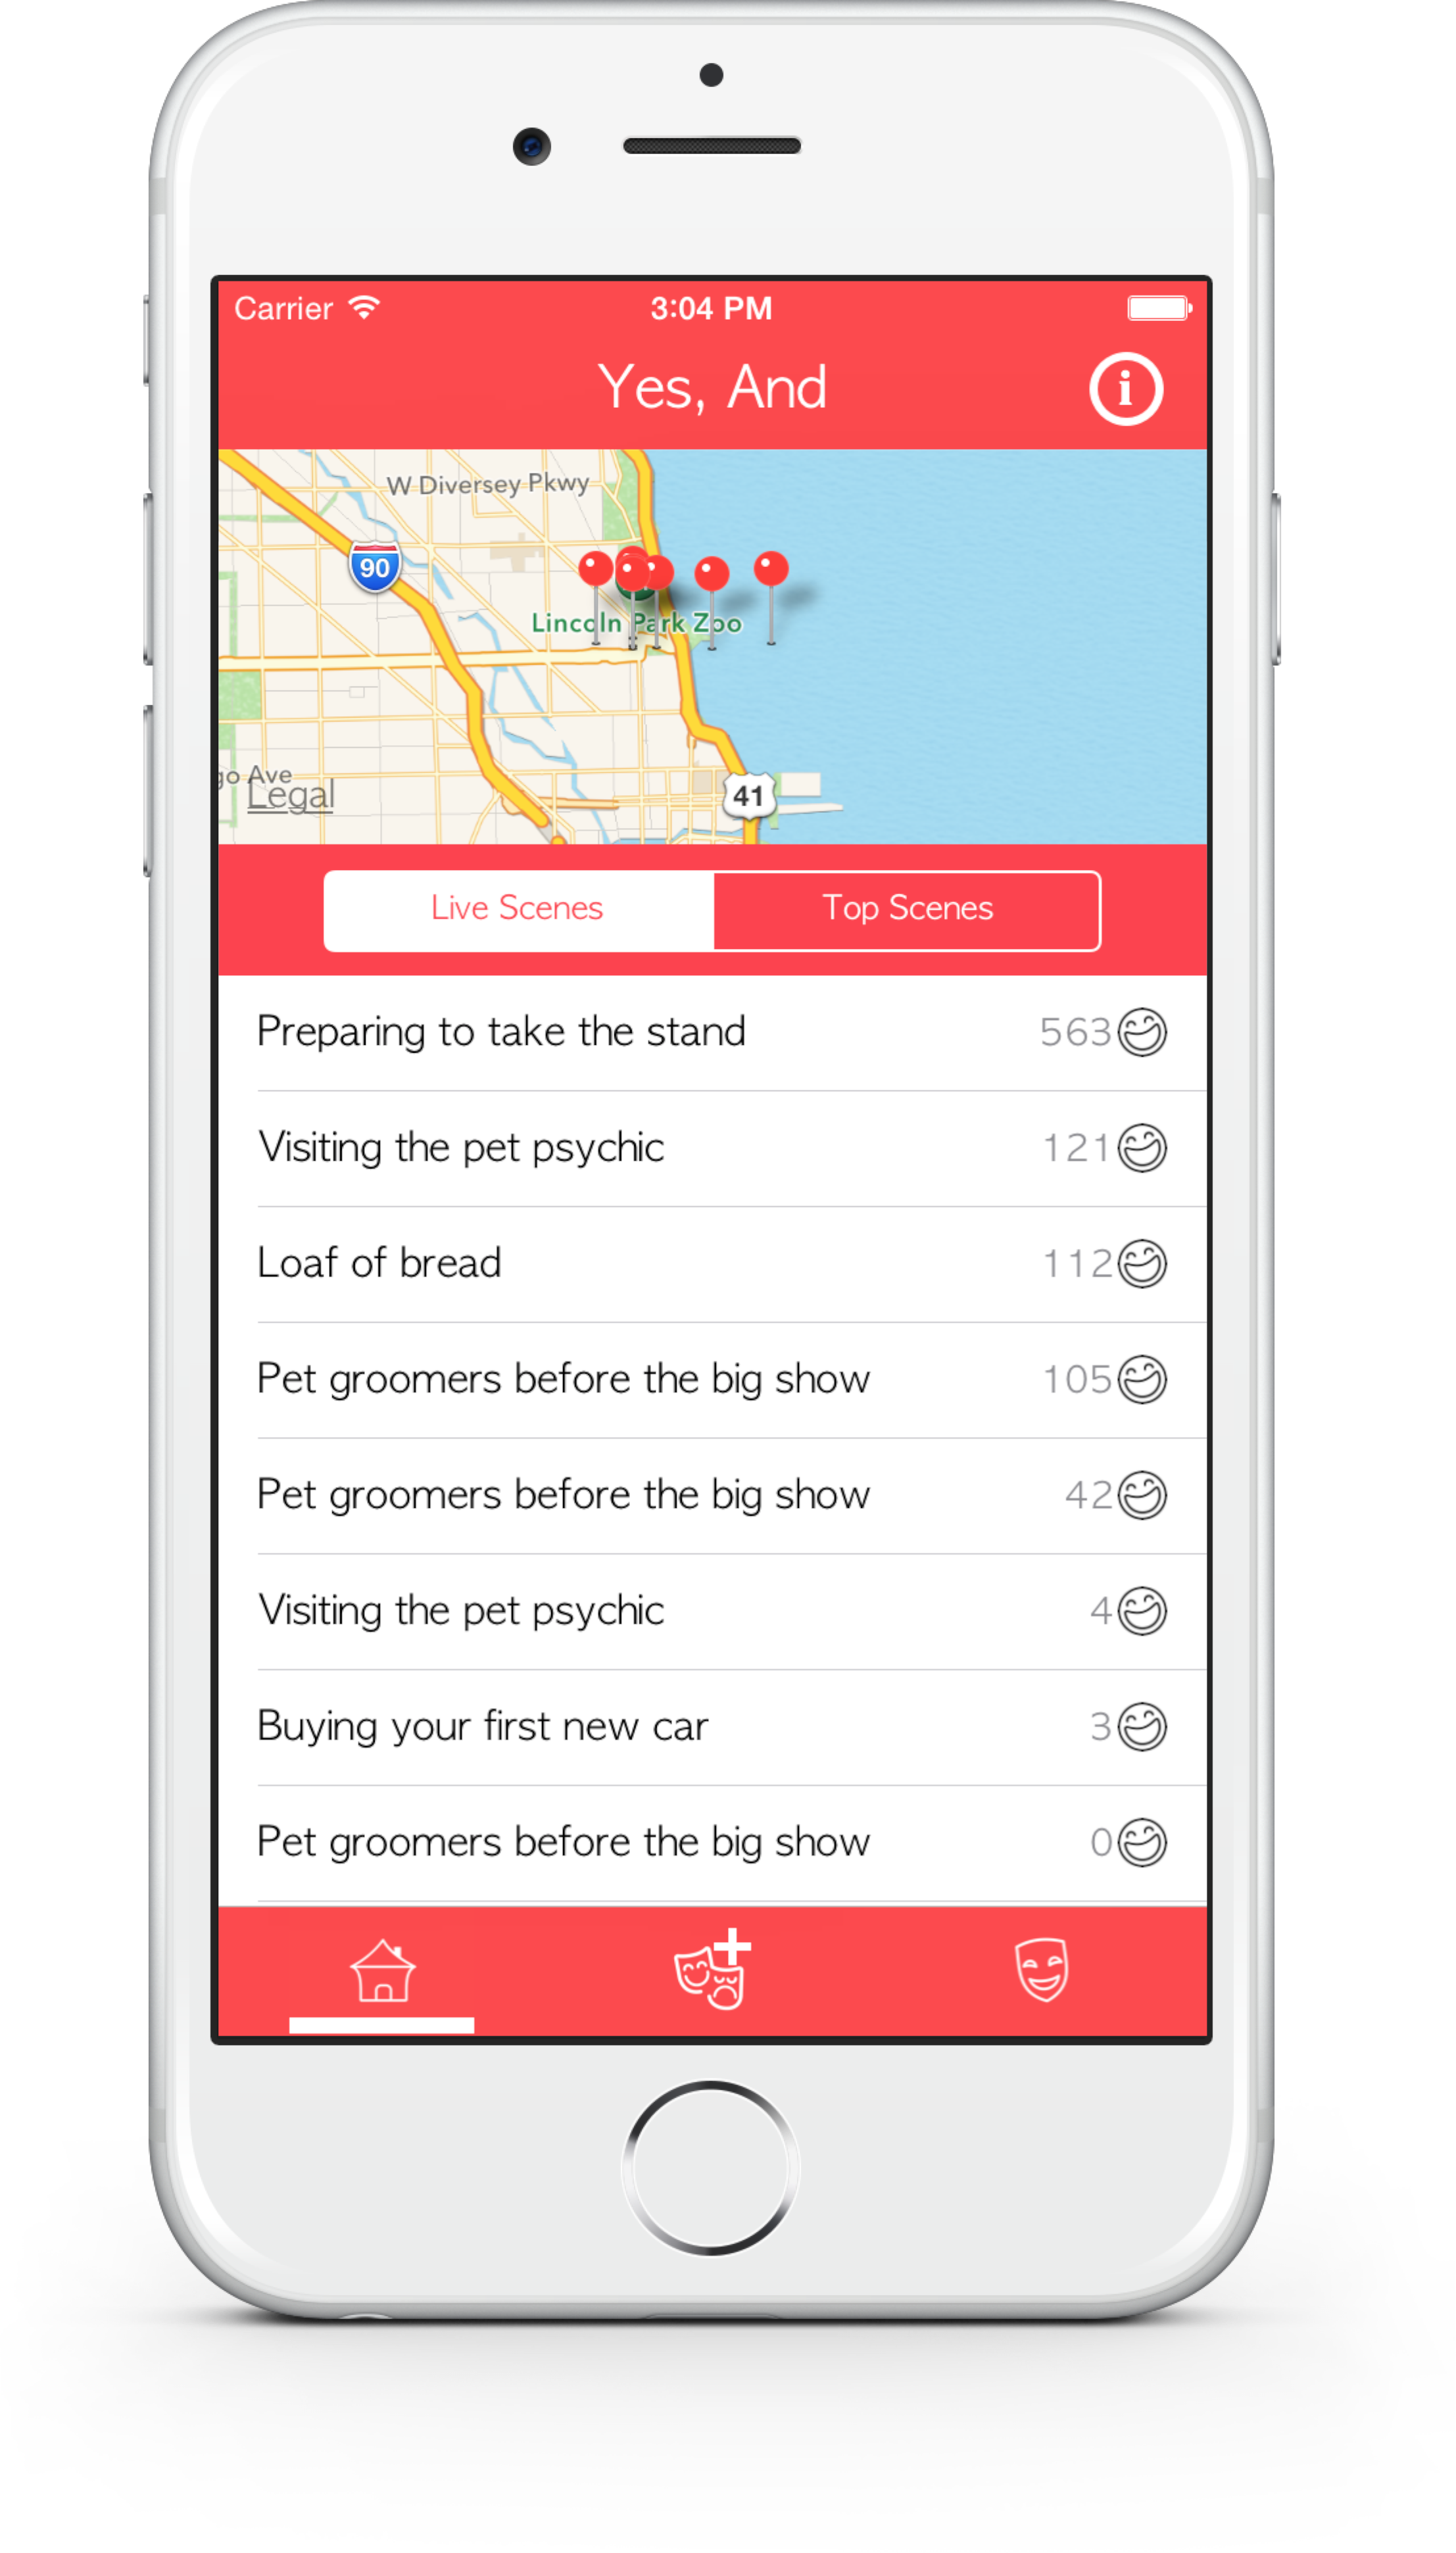 Carrier 3:04 PM
Yes, And
i
W Diversey Pkwy
90
Lincoln Park Zoo
go Ave
Legal
41
Live Scenes Top Scenes
Preparing to take the stand 563
Visiting the pet psychic 121
Loaf of bread 112
Pet groomers before the big show 105
Pet groomers before the big show 42
Visiting the pet psychic 4
Buying your first new car 3
Pet groomers before the big show 0